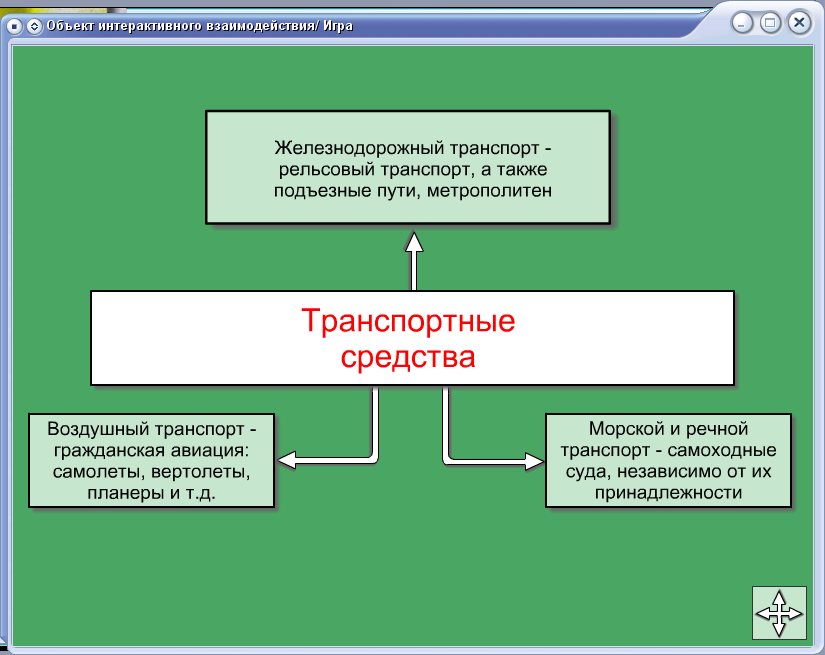 Объект интерактивного взаимодействия/ Игра
Железнодорожный транспорт -
рельсовый транспорт, а также
подъезные пути, метрополитен
Транспортные
средства
Воздушный транспорт -
гражданская авиация:
самолеты, вертолеты,
планеры и т.д.
Морской и речной
транспорт - самоходные
суда, независимо от их
принадлежности